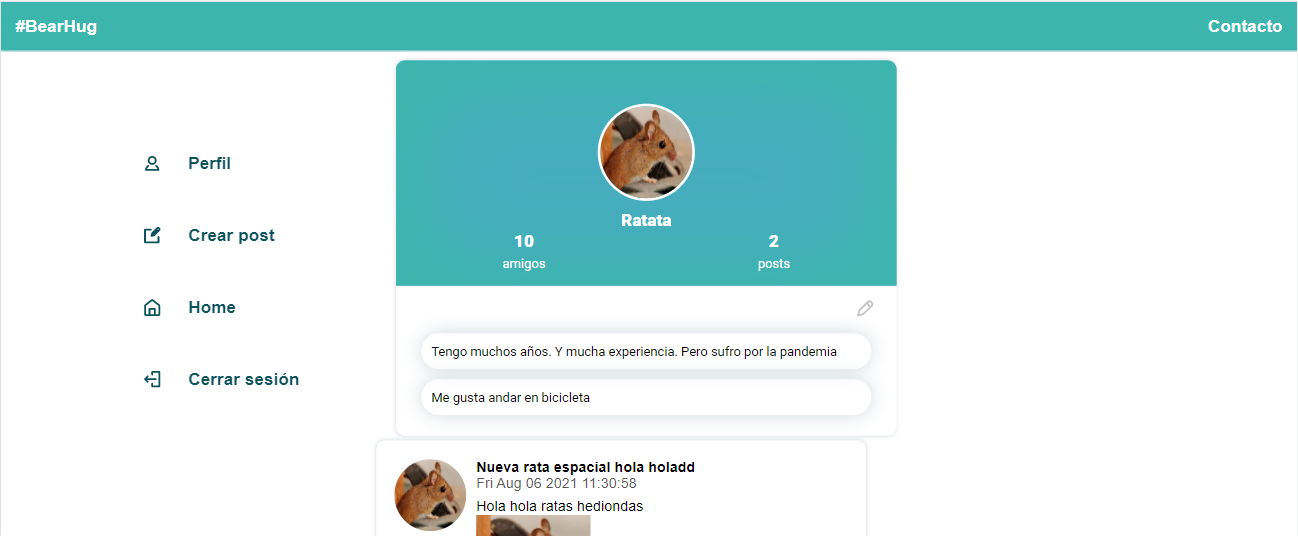 #BearHug
Contacto
Perfil
Crear post
Home
Cerrar sesión
Ratata
10
amigos
2
posts
Tengo muchos años. Y mucha experiencia. Pero sufro por la pandemia
Me gusta andar en bicicleta
Nueva rata espacial hola holadd
Fri Aug 06 2021 11:30:58
Hola hola ratas hediondas